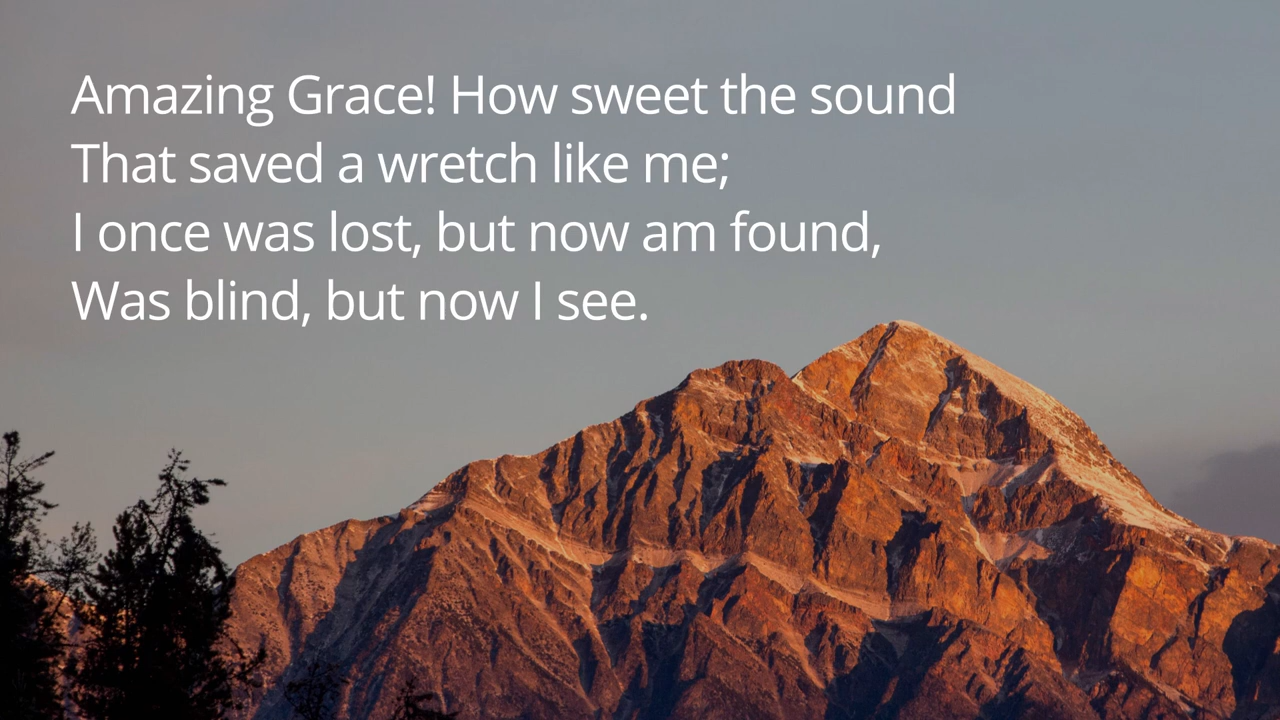 Amazing Grace! How sweet the sound
That saved a wretch like me;
I once was lost, but now am found,
Was blind, but now I see.